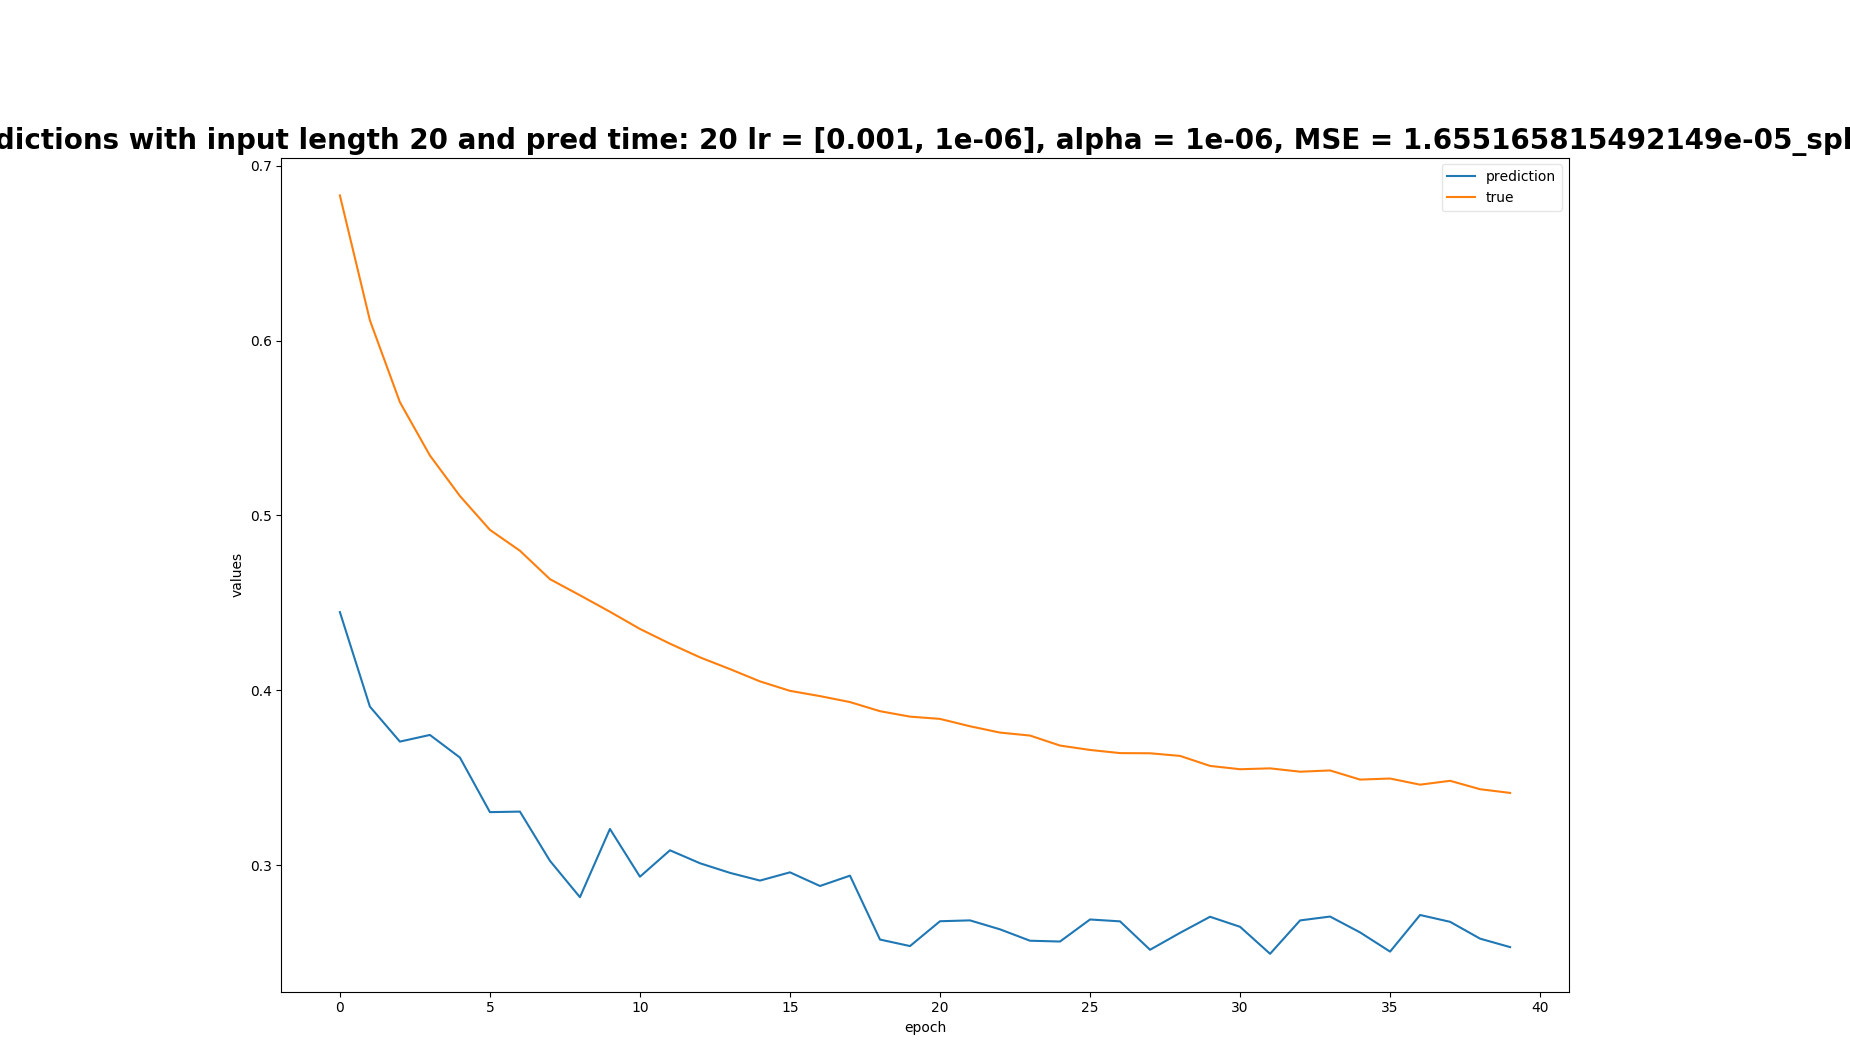 dictions with input length 20 and pred time: 20 lr = [0.001, 1e-06], alpha = 1e-06, MSE = 1.655165815492149e-05_spl
prediction
true
0.7
0.6
0.5
0.4
0.3
values
0 5 10 15 20 25 30 35 40
epoch